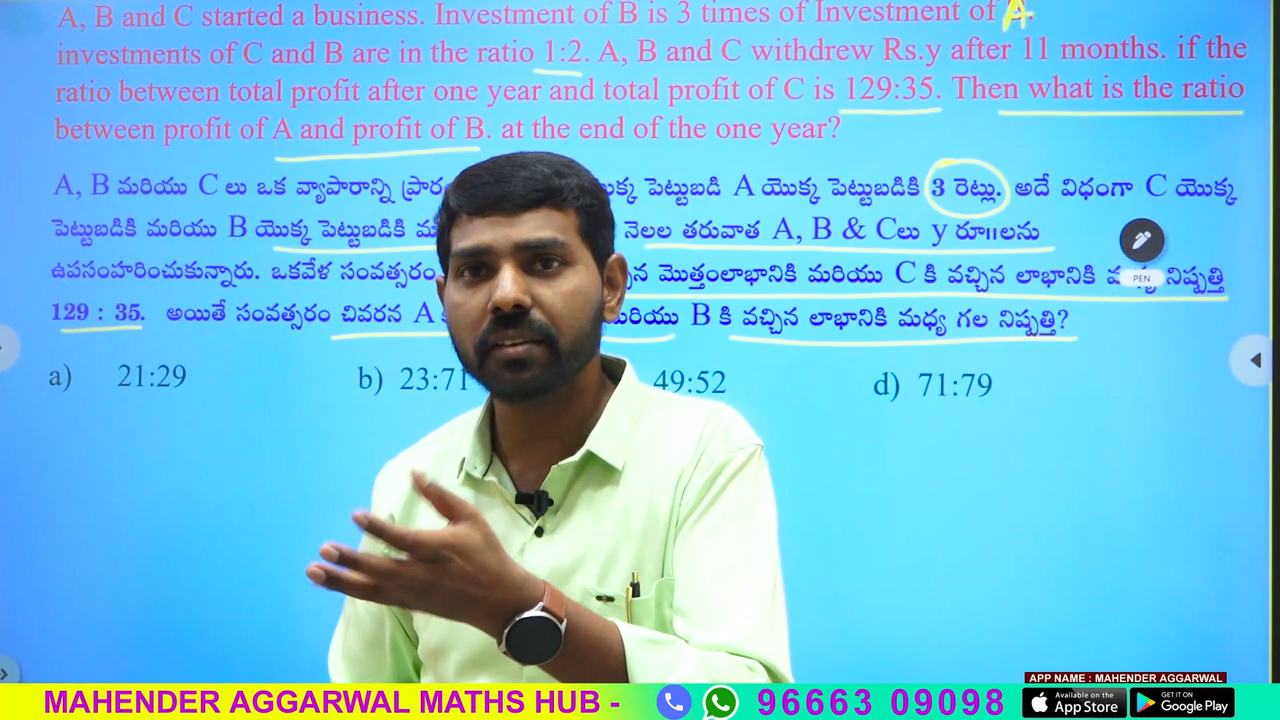 A, B and C started a business. Investment of B is 3 times of Investment of A.
investments of C and B are in the ratio 1:2. A, B and C withdrew Rs.y after 11 months. if the
ratio between total profit after one year and total profit of C is 129:35. Then what is the ratio
between profit of A and profit of B. at the end of the one year?
A, B మరియు C లు ఒక వ్యాపారాన్ని పెట్టుబడి A యొక్క పెట్టుబడికి 3 రెట్లు. అదే విధంగా C యొక్క
పెట్టుబడికి మరియు B యొక్క పెట్టుబడికి నెలల తరువాత A, B & Cలు y రూ॥లను
ఉపసంహరించుకున్నారు. ఒకవేళ సంవత్సరం మొత్తంలాభానికి మరియు C కి వచ్చిన లాభానికి నిష్పత్తి
129 : 35. అయితే సంవత్సరం చివరన A మరియు B కి వచ్చిన లాభానికి మధ్య గల నిష్పత్తి?
a) 21:29 b) 23:71 49:52 d) 71:79
PEN
APP NAME : MAHENDER AGGARWAL
MAHENDER AGGARWAL MATHS HUB - 96663 09098
Available on the App Store
GET IT ON Google Play